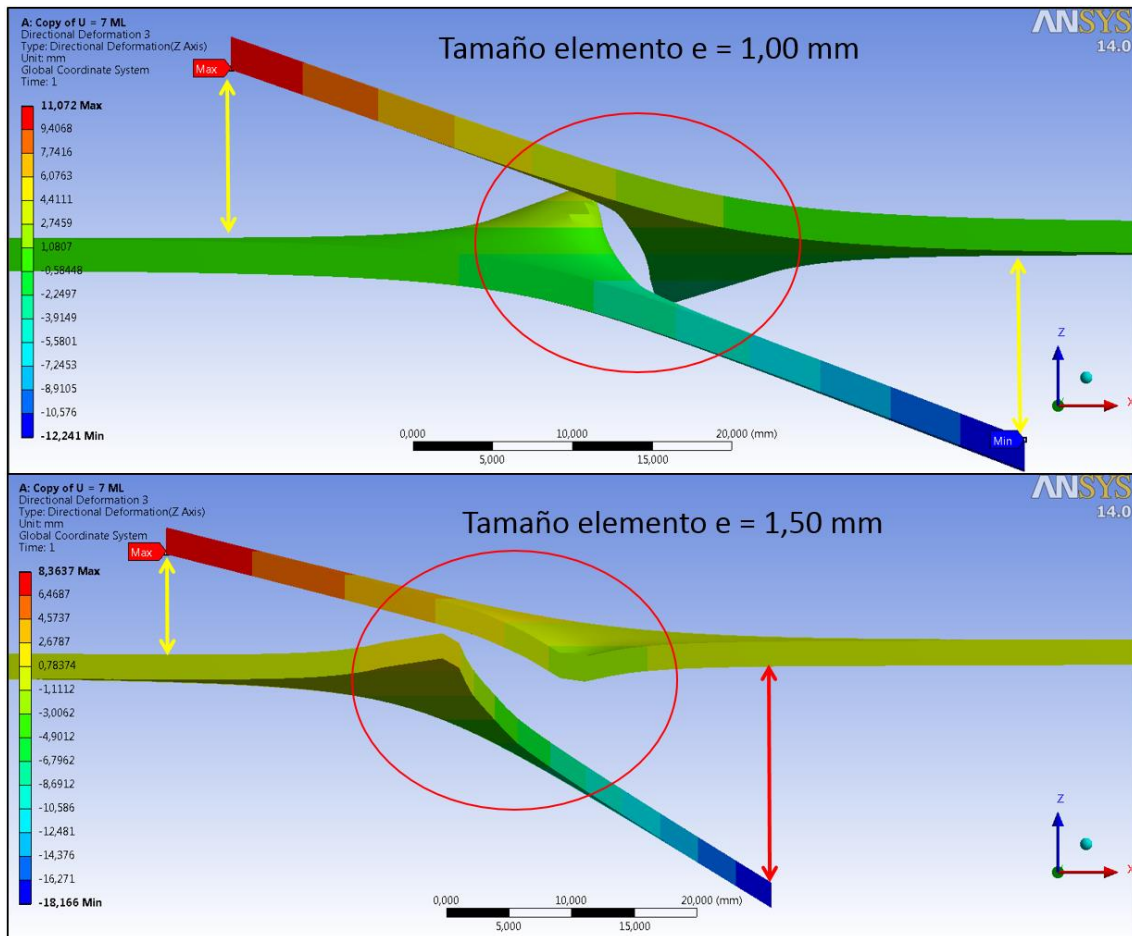 A: Copy of U = 7 ML
Directional Deformation 3
Type: Directional Deformation(Z Axis)
Unit: mm
Global Coordinate System
Time: 1
Tamaño elemento e = 1,00 mm
ANSYS
14.0
Max
11,072 Max
9,4068
7,7416
6,0763
4,4111
2,7459
1,0807
-0,58448
-2,2497
-3,9149
-5,5801
-7,2453
-8,9105
-10,576
-12,241 Min
Z
X
Min
0,000
10,000
20,000 (mm)
5,000
15,000
A: Copy of U = 7 ML
Directional Deformation 3
Type: Directional Deformation(Z Axis)
Unit: mm
Global Coordinate System
Time: 1
Tamaño elemento e = 1,50 mm
ANSYS
14.0
Max
8,3637 Max
6,4687
4,5737
2,6787
0,78374
-1,1112
-3,0062
-4,9012
-6,7962
-8,6912
-10,586
-12,481
-14,376
-16,271
-18,166 Min
Z
X
0,000
10,000
20,000 (mm)
5,000
15,000